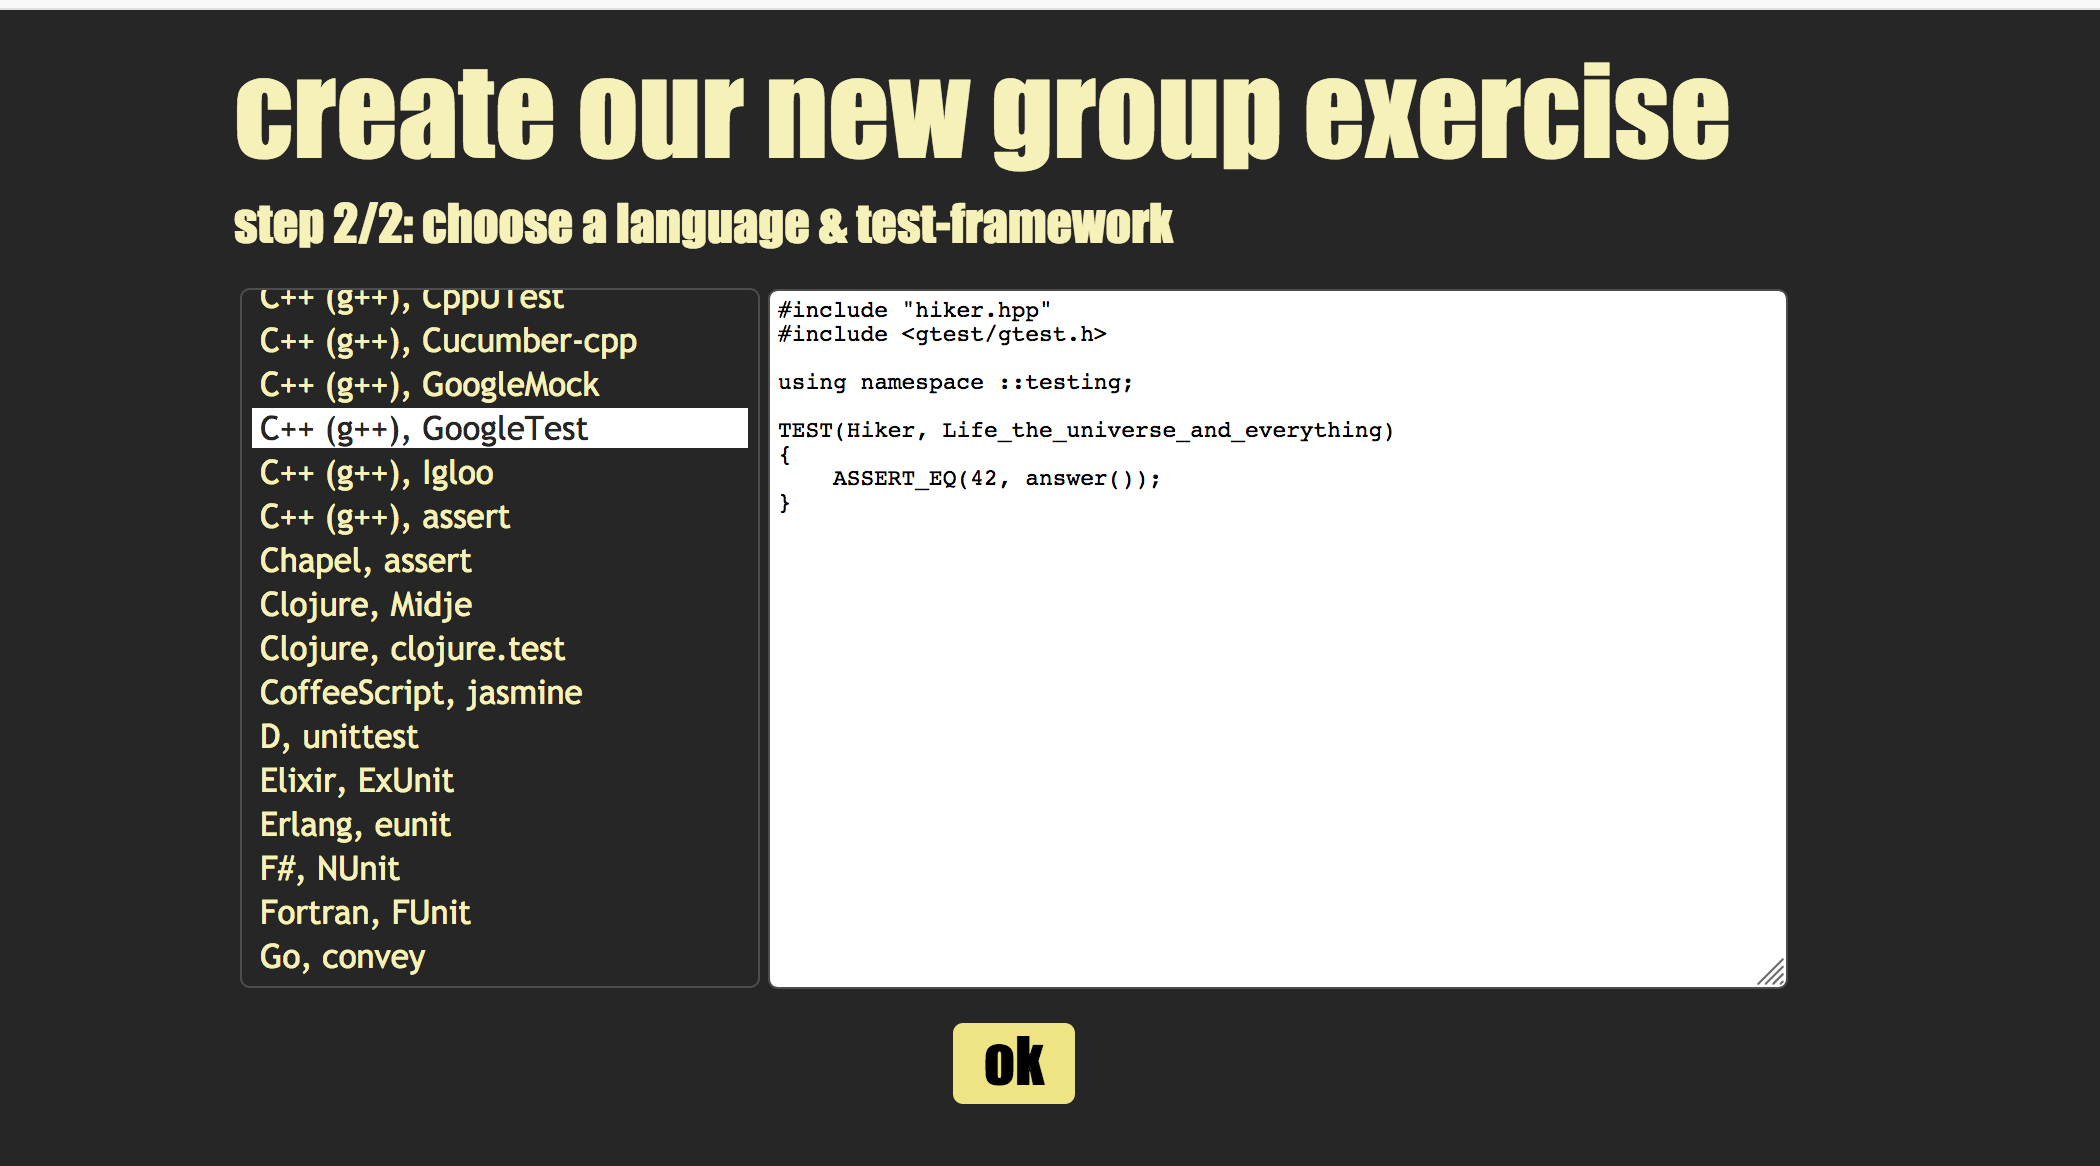 create our new group exercise
step 2/2: choose a language & test-framework
C++ (g++), CppUTest
C++ (g++), Cucumber-cpp
C++ (g++), GoogleMock
C++ (g++), GoogleTest
C++ (g++), Igloo
C++ (g++), assert
Chapel, assert
Clojure, Midje
Clojure, clojure.test
CoffeeScript, jasmine
D, unittest
Elixir, ExUnit
Erlang, eunit
F#, NUnit
Fortran, FUnit
Go, convey
#include "hiker.hpp"
#include <gtest/gtest.h>
using namespace ::testing;
TEST(Hiker, Life_the_universe_and_everything)
{
    ASSERT_EQ(42, answer());
}
ok